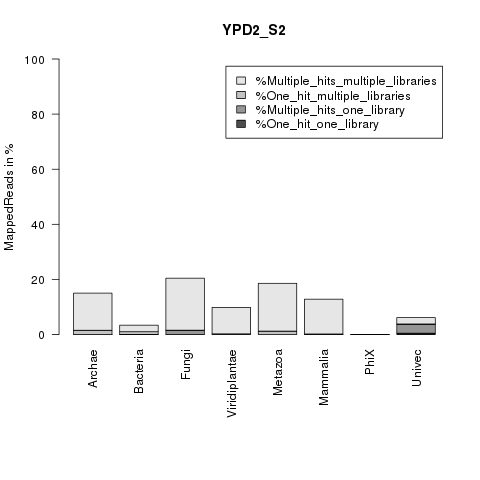 YPD2_S2
100
80
60
40
20
0
MappedReads in %
%Multiple_hits_multiple_libraries
%One_hit_multiple_libraries
%Multiple_hits_one_library
%One_hit_one_library
Archae
Bacteria
Fungi
Viridiplantae
Metazoa
Mammalia
PhiX
Univec